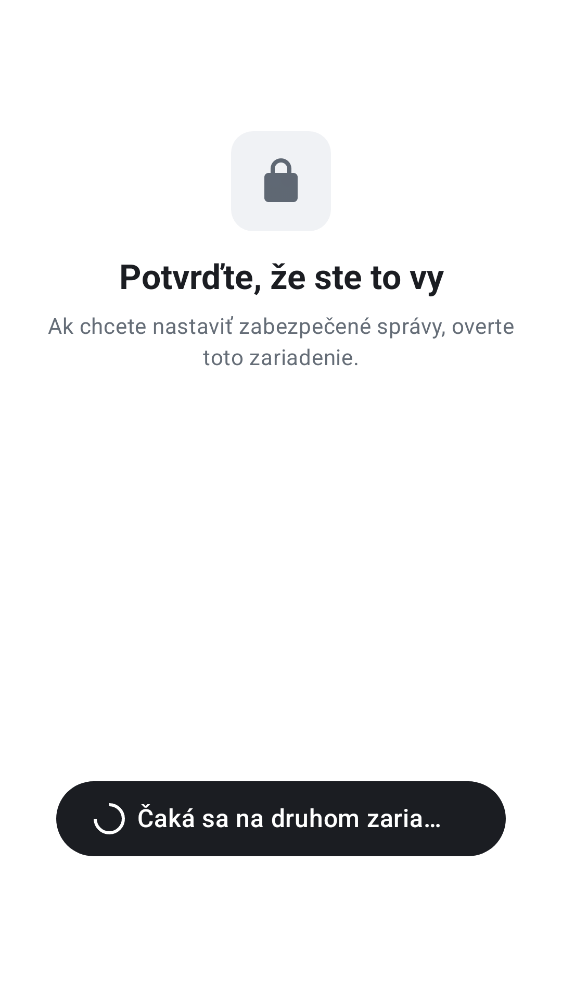 Potvrďte, že ste to vy
Ak chcete nastaviť zabezpečené správy, overte
toto zariadenie.
Čaká sa na druhom zaria…